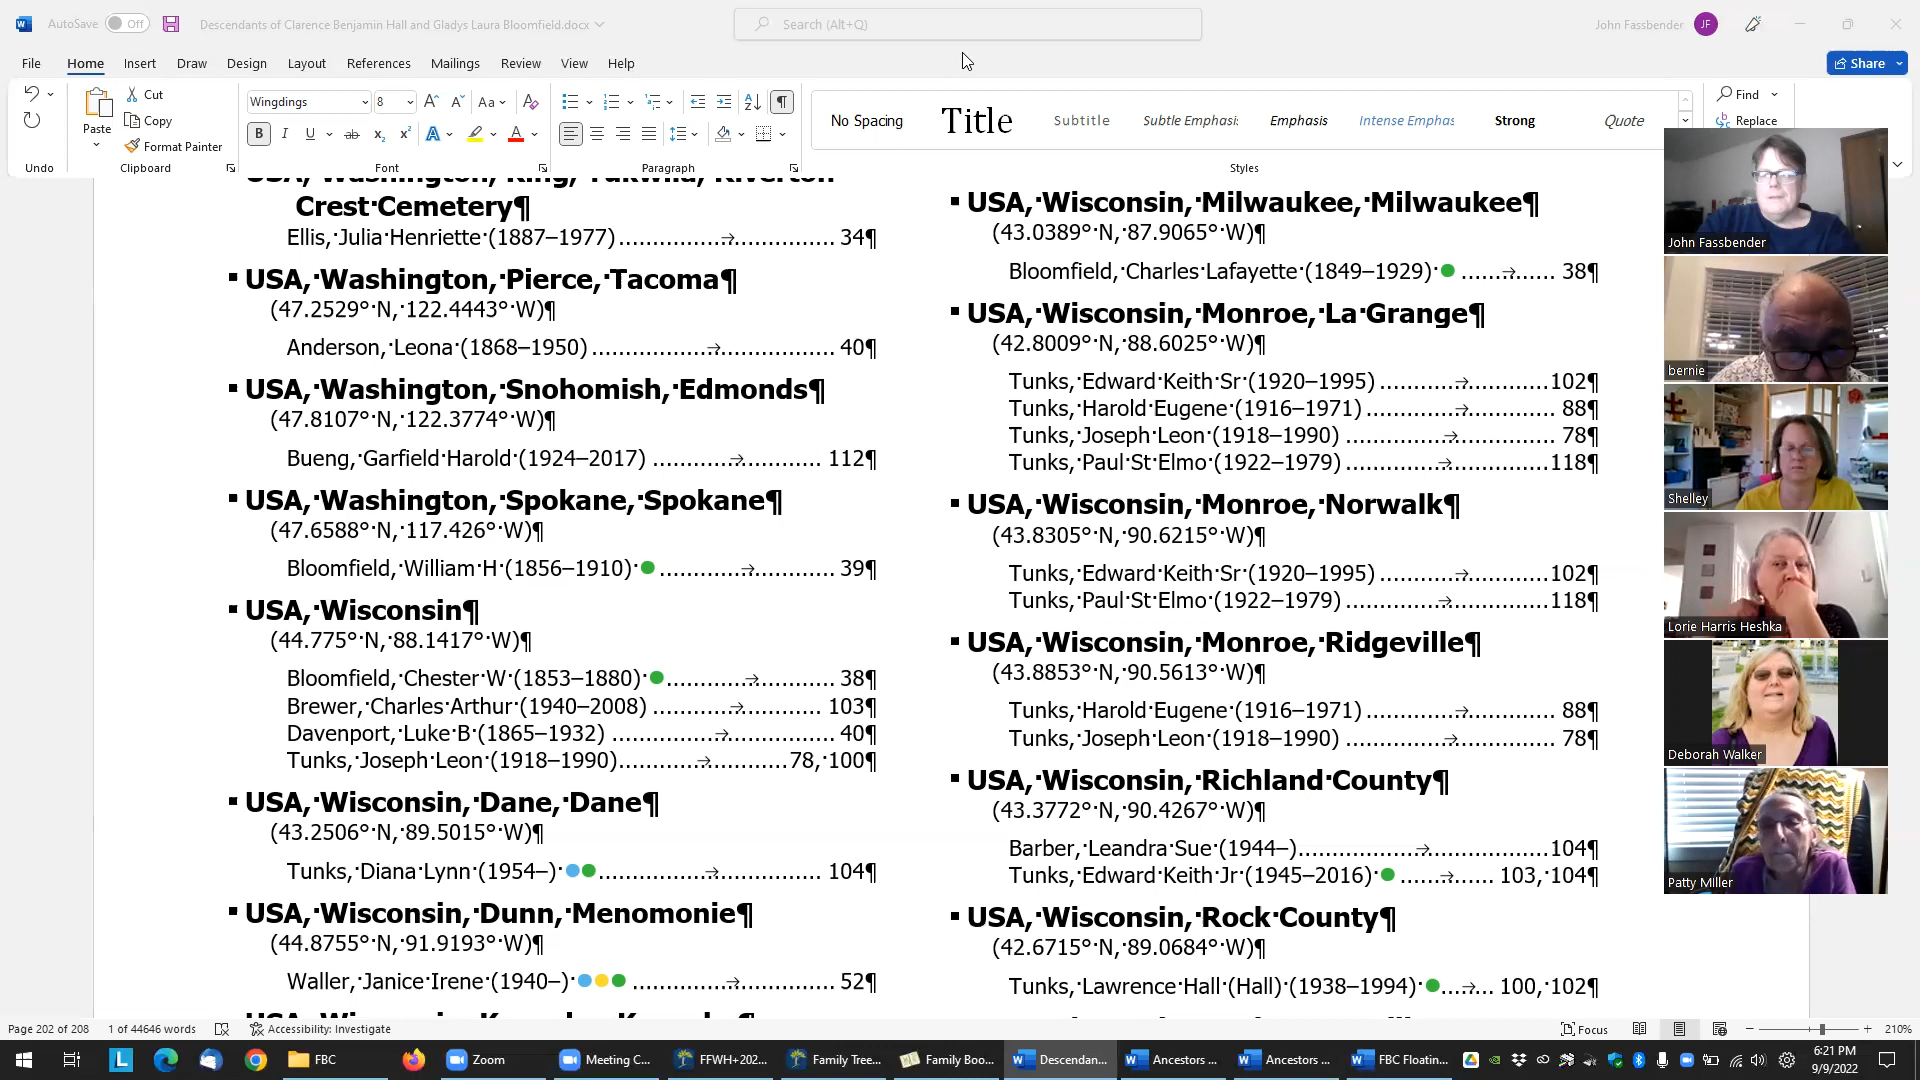 AutoSave Off Descendants of Clarence Benjamin Hall and Gladys Laura Bloomfield.docx Search (Alt+Q) John Fassbender JF
File Home Insert Draw Design Layout References Mailings Review View Help Share
Wingdings 8 Aa
Paste Cut Copy Format Painter
B I U ab x₂ x² A A
No Spacing Title Subtitle Subtle Emphasis Emphasis Intense Emphas Strong Quote
Find
Replace
Undo Clipboard Font Paragraph Styles
Crest·Cemetery¶
Ellis,·Julia·Henriette·(1887–1977)......→...... 34¶
USA,·Washington,·Pierce,·Tacoma¶
(47.2529°·N,·122.4443°·W)¶
Anderson,·Leona·(1868–1950)......→...... 40¶
USA,·Washington,·Snohomish,·Edmonds¶
(47.8107°·N,·122.3774°·W)¶
Bueng,·Garfield·Harold·(1924–2017)......→...... 112¶
USA,·Washington,·Spokane,·Spokane¶
(47.6588°·N,·117.426°·W)¶
Bloomfield,·William·H·(1856–1910)·●......→...... 39¶
USA,·Wisconsin¶
(44.775°·N,·88.1417°·W)¶
Bloomfield,·Chester·W·(1853–1880)·●......→...... 38¶
Brewer,·Charles·Arthur·(1940–2008)......→...... 103¶
Davenport,·Luke·B·(1865–1932)......→...... 40¶
Tunks,·Joseph·Leon·(1918–1990)......→......78,·100¶
USA,·Wisconsin,·Dane,·Dane¶
(43.2506°·N,·89.5015°·W)¶
Tunks,·Diana·Lynn·(1954–)·●●......→...... 104¶
USA,·Wisconsin,·Dunn,·Menomonie¶
(44.8755°·N,·91.9193°·W)¶
Waller,·Janice·Irene·(1940–)·●●●......→...... 52¶
USA,·Wisconsin,·Milwaukee,·Milwaukee¶
(43.0389°·N,·87.9065°·W)¶
Bloomfield,·Charles·Lafayette·(1849–1929)·●......→...... 38¶
USA,·Wisconsin,·Monroe,·La·Grange¶
(42.8009°·N,·88.6025°·W)¶
Tunks,·Edward·Keith·Sr·(1920–1995)......→......102¶
Tunks,·Harold·Eugene·(1916–1971)......→...... 88¶
Tunks,·Joseph·Leon·(1918–1990)......→...... 78¶
Tunks,·Paul·St·Elmo·(1922–1979)......→......118¶
USA,·Wisconsin,·Monroe,·Norwalk¶
(43.8305°·N,·90.6215°·W)¶
Tunks,·Edward·Keith·Sr·(1920–1995)......→......102¶
Tunks,·Paul·St·Elmo·(1922–1979)......→......118¶
USA,·Wisconsin,·Monroe,·Ridgeville¶
(43.8853°·N,·90.5613°·W)¶
Tunks,·Harold·Eugene·(1916–1971)......→...... 88¶
Tunks,·Joseph·Leon·(1918–1990)......→...... 78¶
USA,·Wisconsin,·Richland·County¶
(43.3772°·N,·90.4267°·W)¶
Barber,·Leandra·Sue·(1944–)......→......104¶
Tunks,·Edward·Keith·Jr·(1945–2016)·●......→...... 103,·104¶
USA,·Wisconsin,·Rock·County¶
(42.6715°·N,·89.0684°·W)¶
Tunks,·Lawrence·Hall·(Hall)·(1938–1994)·●......→...... 100,·102¶
John Fassbender
bernie
Shelley
Lorie Harris Heshka
Deborah Walker
Patty Miller
Page 202 of 208 1 of 44646 words Accessibility: Investigate Focus 210%
FBC Zoom Meeting C... FFWH+202... Family Tree... Family Boo... Descendan... Ancestors ... Ancestors ... FBC Floatin... 6:21 PM
9/9/2022